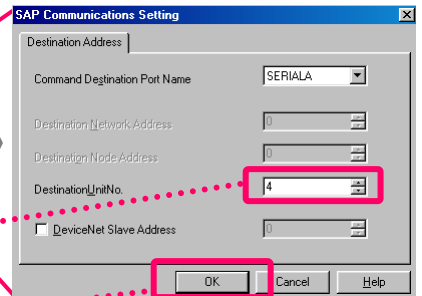 SAP Communications Setting
Destination Address
Command Destination Port Name SERIALA
Destination Network Address 0
Destination Node Address 0
DestinationUnitNo. 4
DeviceNet Slave Address 0
OK Cancel Help